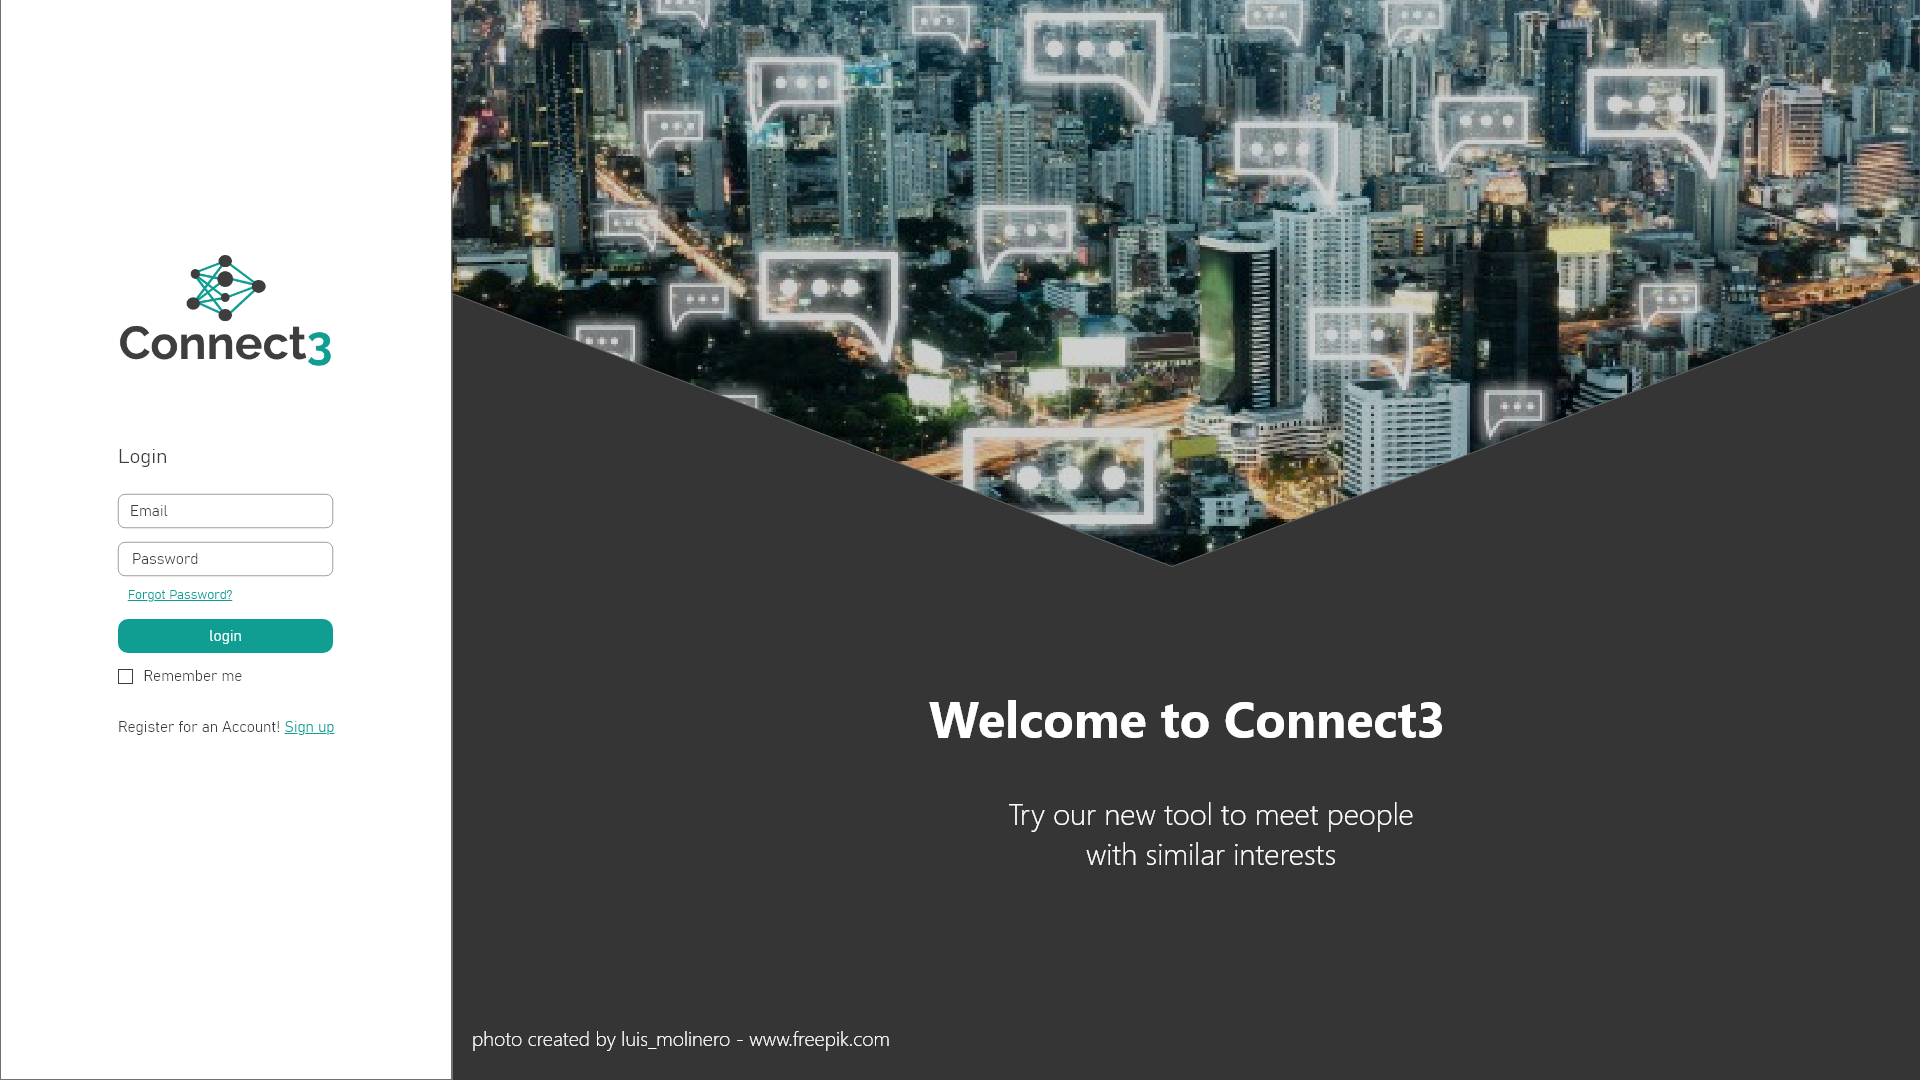 Connect3
Login
Email
Password
Forgot Password?
login
Remember me
Register for an Account! Sign up
Welcome to Connect3
Try our new tool to meet people
with similar interests
photo created by luis_molinero - www.freepik.com